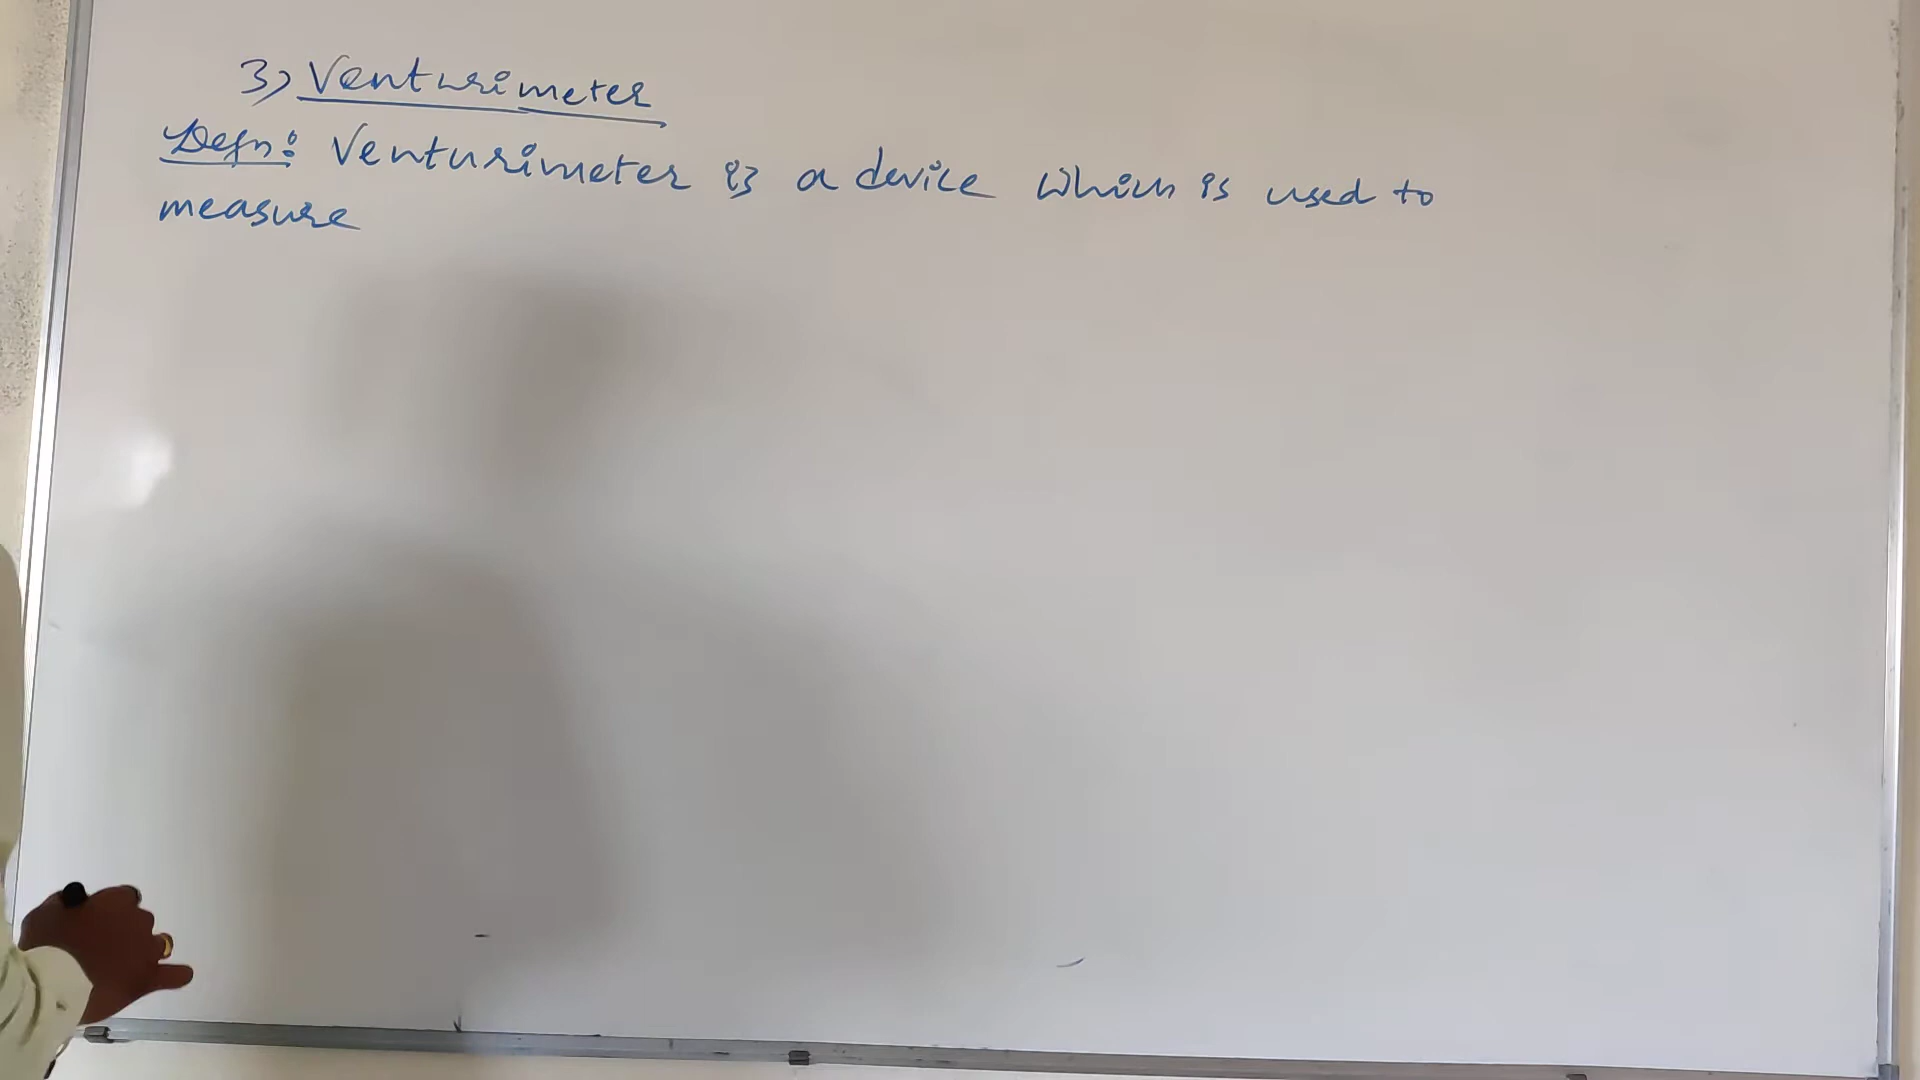 3) Venturimeter
Defn: Venturimeter is a device which is used to
measure